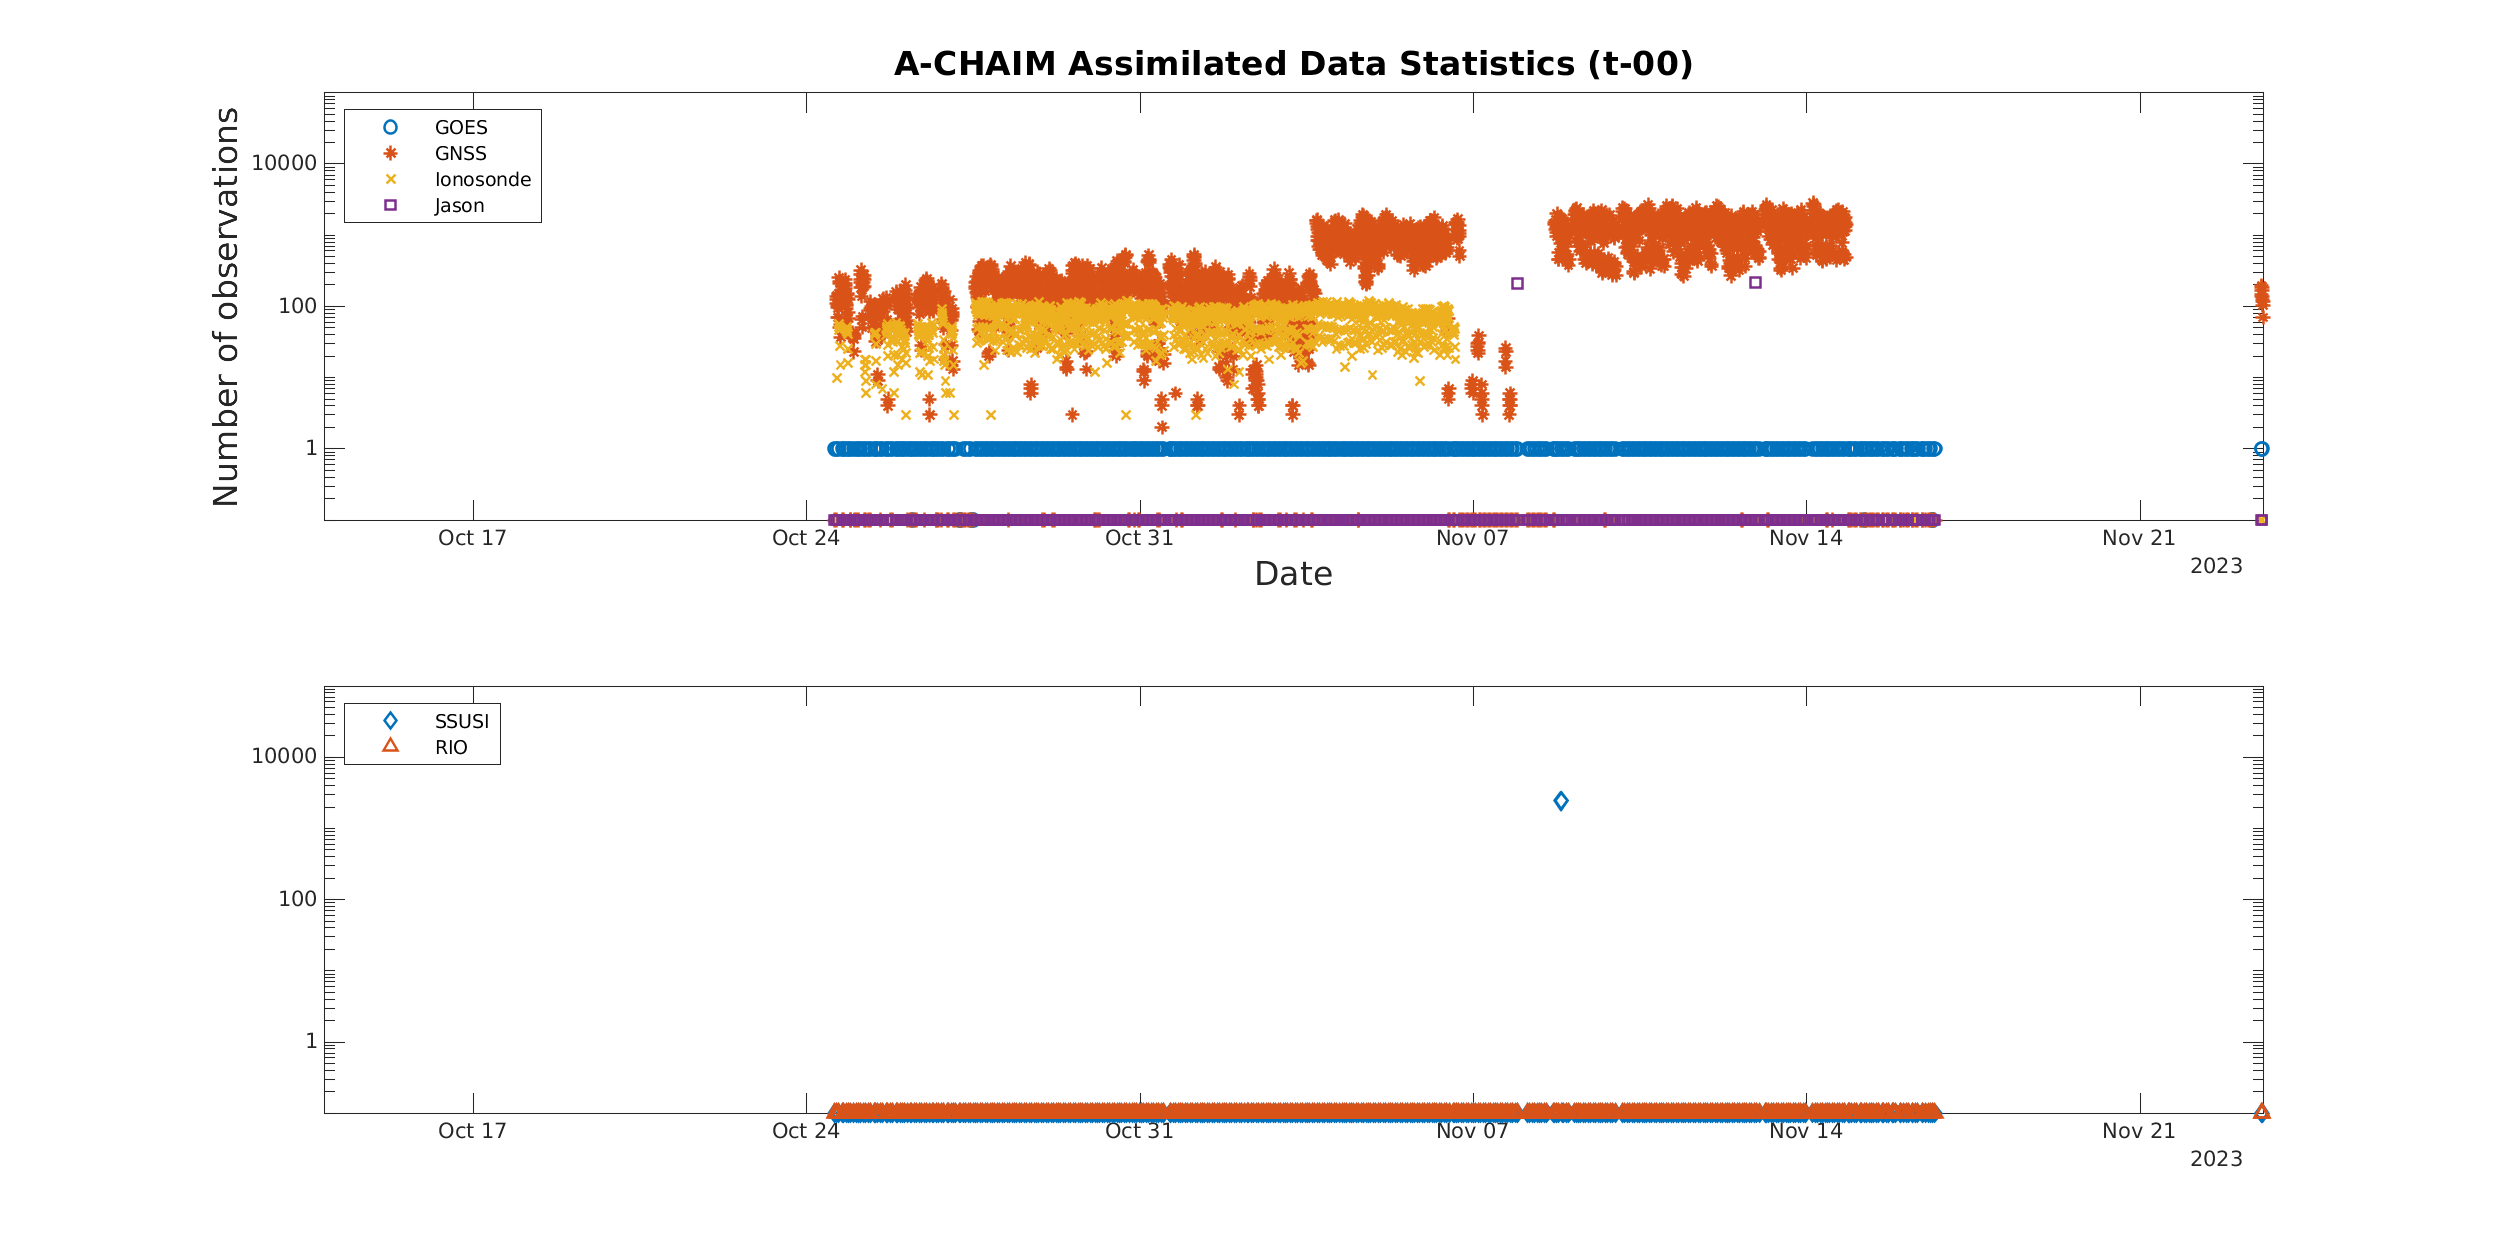 A-CHAIM Assimilated Data Statistics (t-00)
Number of observations
10000
100
1
GOES
GNSS
Ionosonde
Jason
Oct 17
Oct 24
Oct 31
Nov 07
Nov 14
Nov 21
2023
Date
10000
100
1
SSUSI
RIO
Oct 17
Oct 24
Oct 31
Nov 07
Nov 14
Nov 21
2023